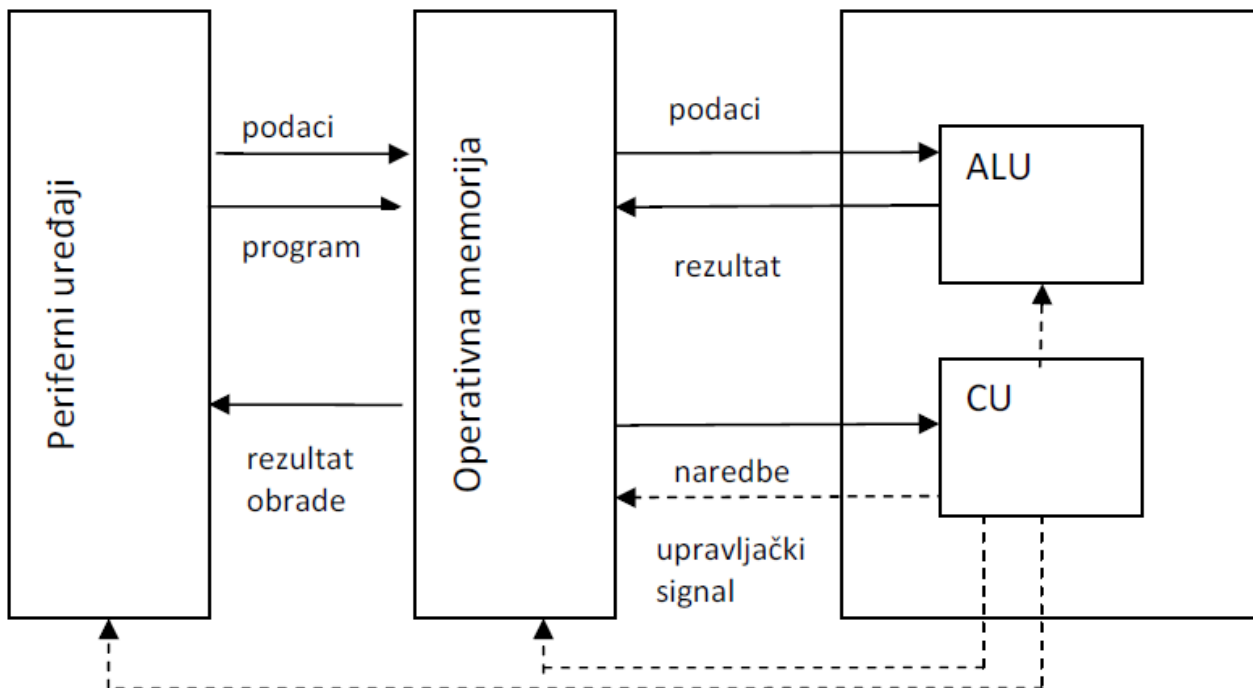 Periferni uređaji
podaci
program
rezultat
obrade
Operativna memorija
podaci
rezultat
naredbe
upravljački
signal
ALU
CU